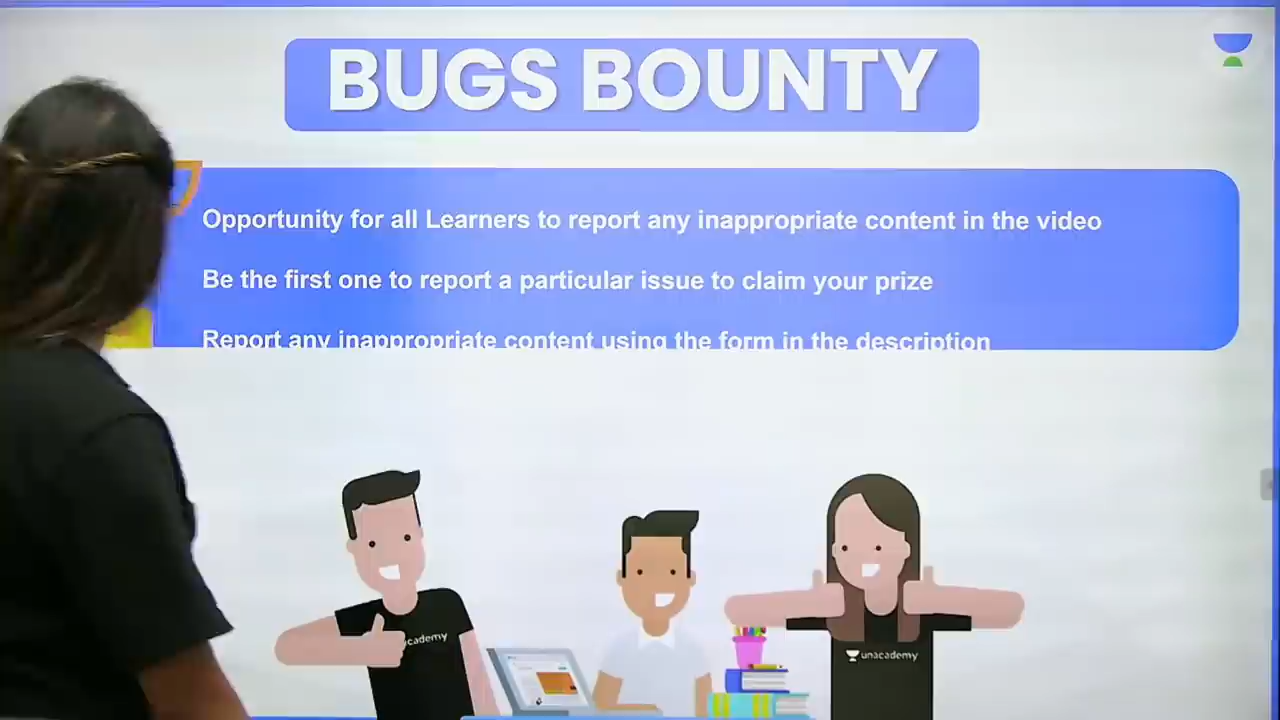 BUGS BOUNTY
Opportunity for all Learners to report any inappropriate content in the video
Be the first one to report a particular issue to claim your prize
Report any inappropriate content using the form in the description
cademy
unacademy